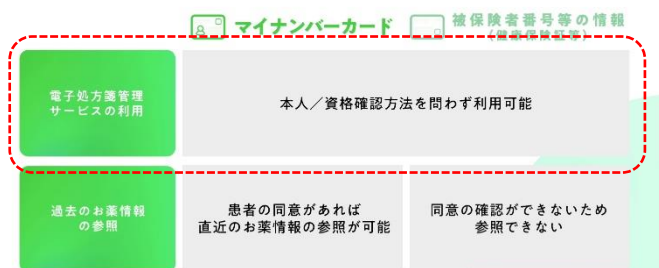 マイナンバーカード
被保険者番号等の情報
(健康保険証等)
電子処方箋管理
サービスの利用
本人／資格確認方法を問わず利用可能
過去のお薬情報
の参照
患者の同意があれば
直近のお薬情報の参照が可能
同意の確認ができないため
参照できない